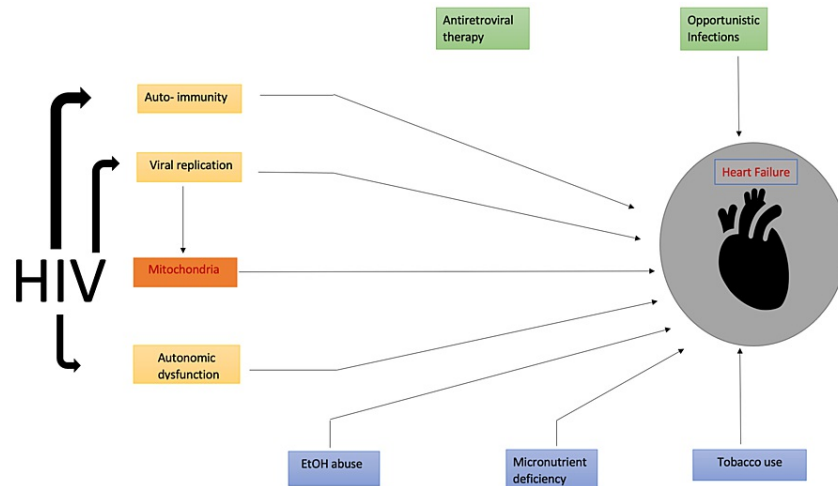 Antiretroviral
therapy
Opportunistic
Infections
Auto- immunity
Viral replication
Heart Failure
HIV
Mitochondria
Autonomic
dysfunction
EtOH abuse
Micronutrient
deficiency
Tobacco use